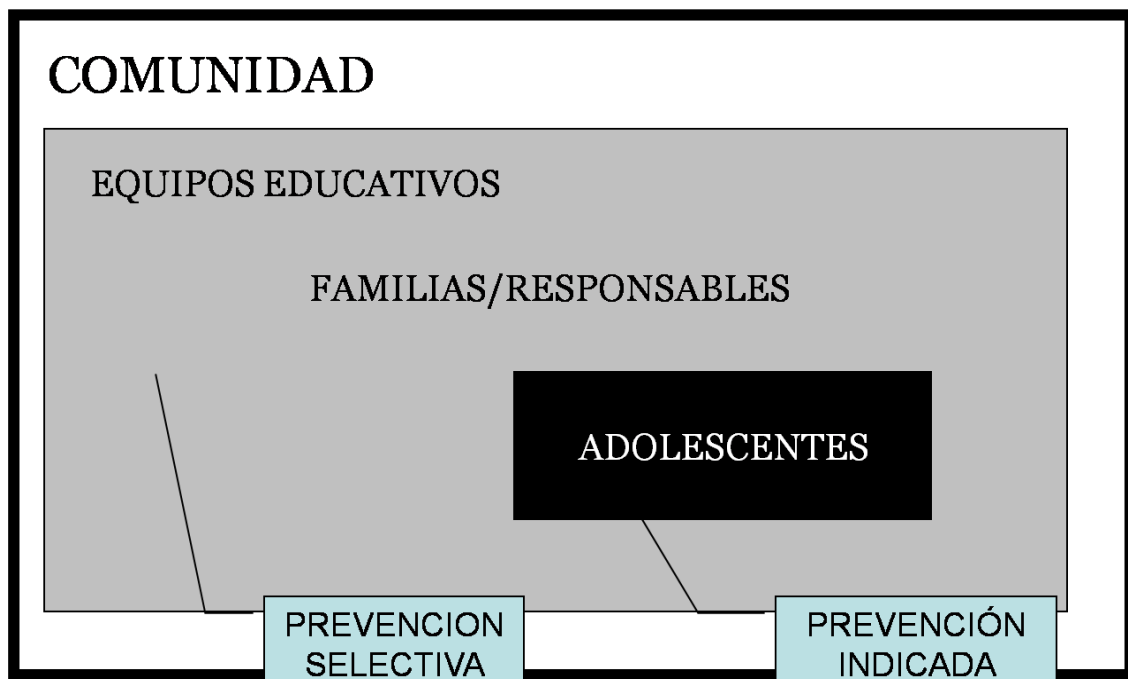 COMUNIDAD
EQUIPOS EDUCATIVOS
FAMILIAS/RESPONSABLES
ADOLESCENTES
PREVENCION
SELECTIVA
PREVENCIÓN
INDICADA